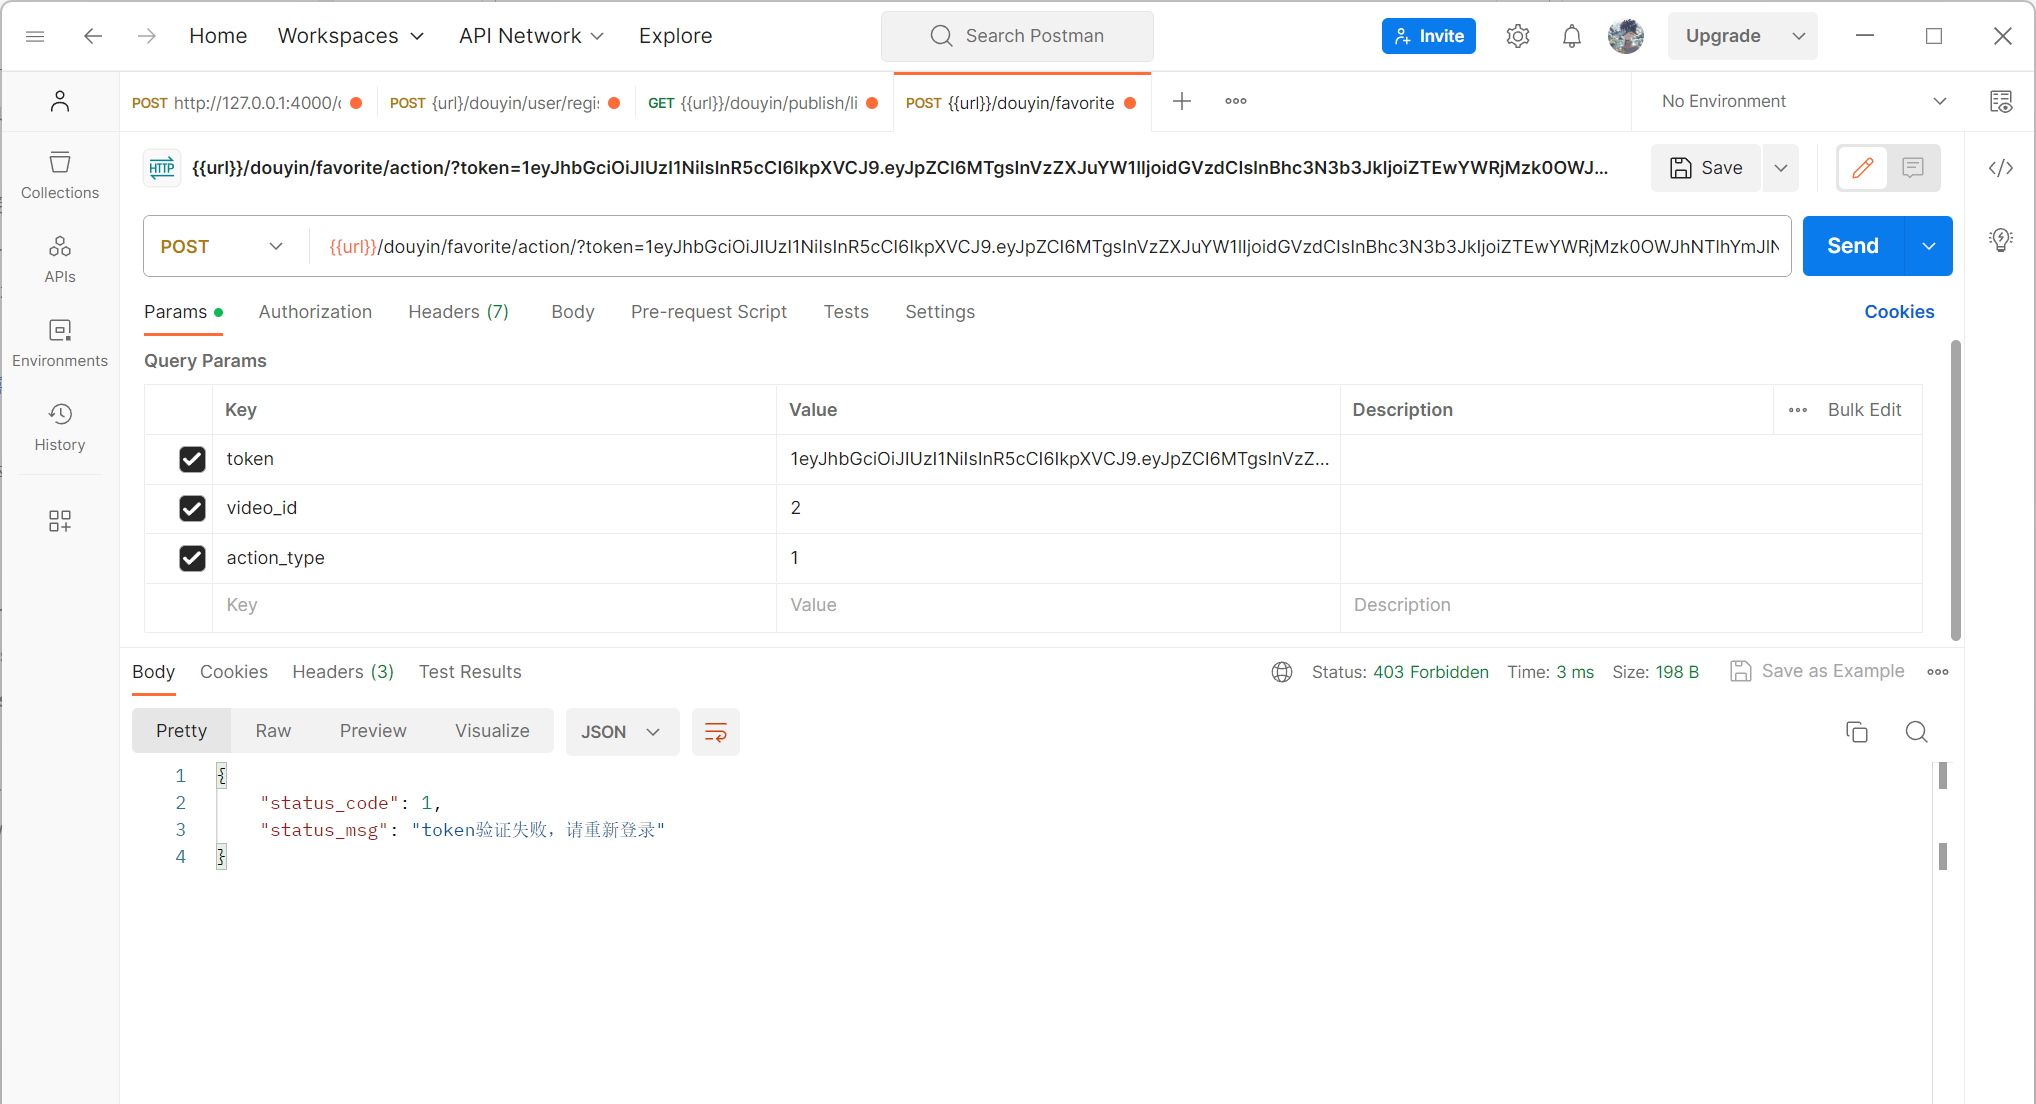 Home Workspaces API Network Explore Search Postman Invite Upgrade
POST http://127.0.0.1:4000/ POST {url}/douyin/user/regi GET {{url}}/douyin/publish/li POST {{url}}/douyin/favorite No Environment
HTTP {{url}}/douyin/favorite/action/?token=1eyJhbGciOiJIUzI1NiIsInR5cCI6IkpXVCJ9.eyJpZCI6MTgsInVzZXJuYW1lIjoidGVzdCIsInBhc3N3b3JkIjoiZTEwYWRjMzk0OWJ... Save
Collections
APIs
Environments
History
POST {{url}}/douyin/favorite/action/?token=1eyJhbGciOiJIUzI1NiIsInR5cCI6IkpXVCJ9.eyJpZCI6MTgsInVzZXJuYW1lIjoidGVzdCIsInBhc3N3b3JkIjoiZTEwYWRjMzk0OWJhNTlhYmJlN Send
Params Authorization Headers (7) Body Pre-request Script Tests Settings Cookies
Query Params
Key Value Description Bulk Edit
token 1eyJhbGciOiJIUzI1NiIsInR5cCI6IkpXVCJ9.eyJpZCI6MTgsInVzZ...
video_id 2
action_type 1
Key Value Description
Body Cookies Headers (3) Test Results Status: 403 Forbidden Time: 3 ms Size: 198 B Save as Example
Pretty Raw Preview Visualize JSON
1 {
2 "status_code": 1,
3 "status_msg": "token验证失败，请重新登录"
4 }